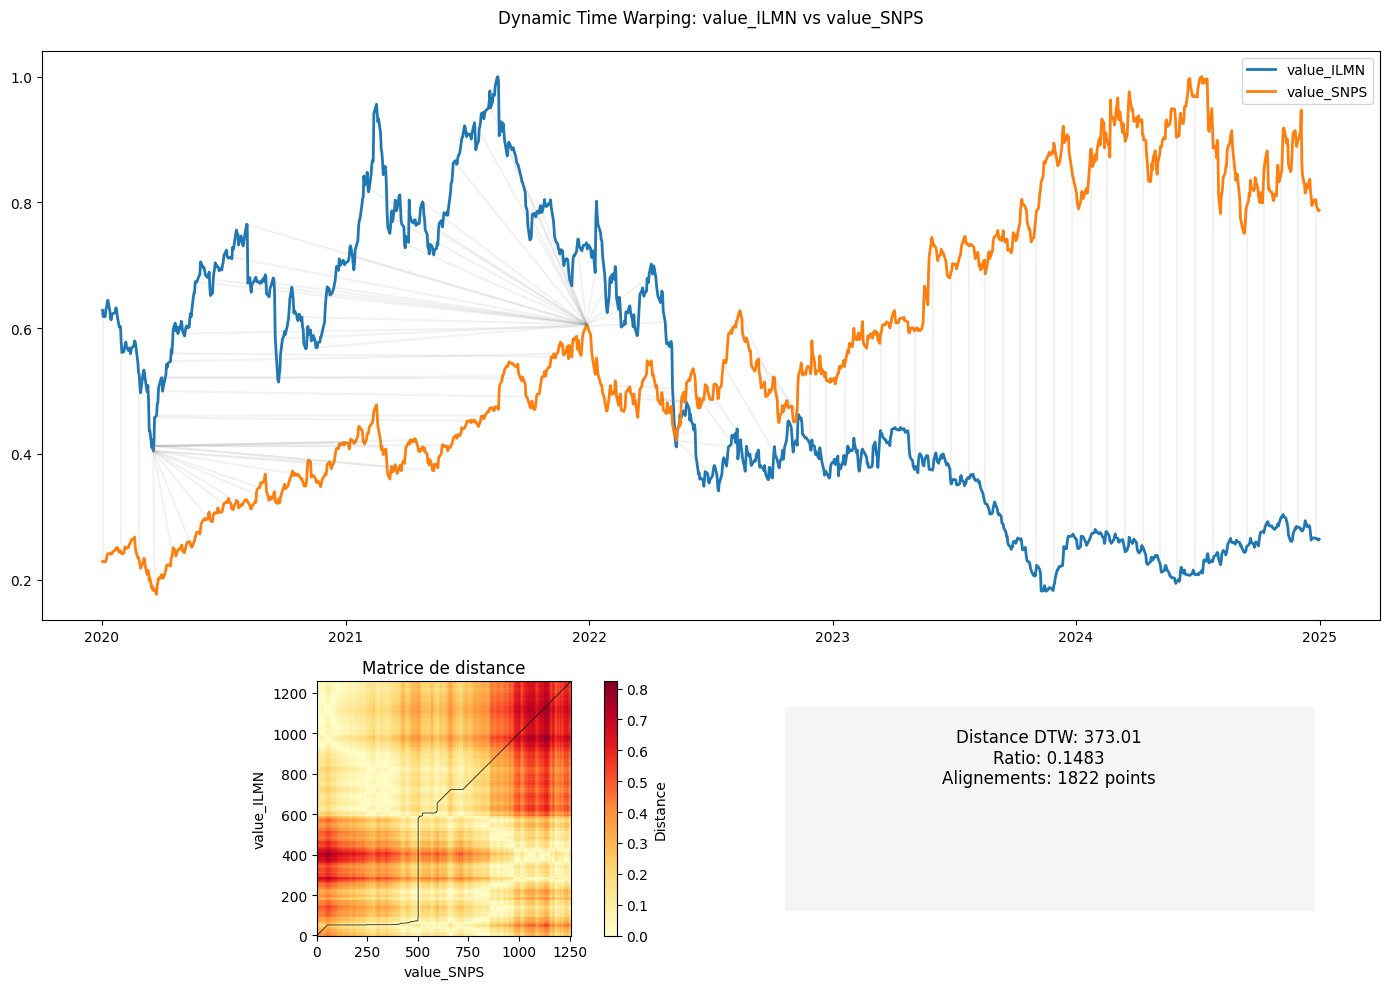 Dynamic Time Warping: value_ILMN vs value_SNPS
value_ILMN
value_SNPS
1.0
0.8
0.6
0.4
0.2
2020 2021 2022 2023 2024 2025
Matrice de distance
1200
1000
800
600
400
200
0
value_ILMN
0 250 500 750 1000 1250
value_SNPS
0.8
0.7
0.6
0.5
0.4
0.3
0.2
0.1
0.0
Distance
Distance DTW: 373.01
Ratio: 0.1483
Alignements: 1822 points